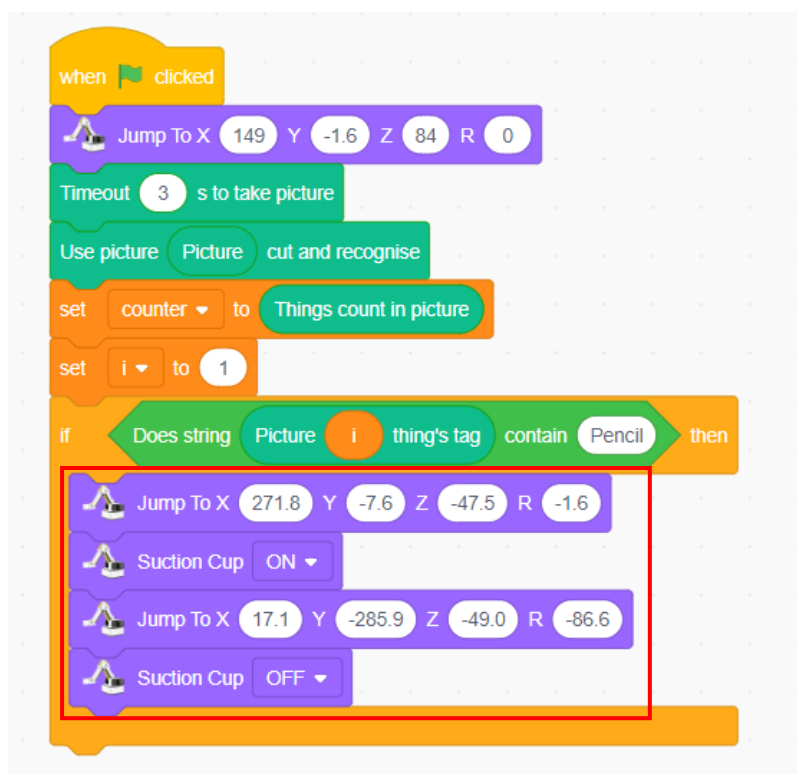 when clicked
Jump To X 149 Y -1.6 Z 84 R 0
Timeout 3 s to take picture
Use picture Picture cut and recognise
set counter to Things count in picture
set i to 1
if Does string Picture i thing's tag contain Pencil then
Jump To X 271.8 Y -7.6 Z -47.5 R -1.6
Suction Cup ON
Jump To X 17.1 Y -285.9 Z -49.0 R -86.6
Suction Cup OFF